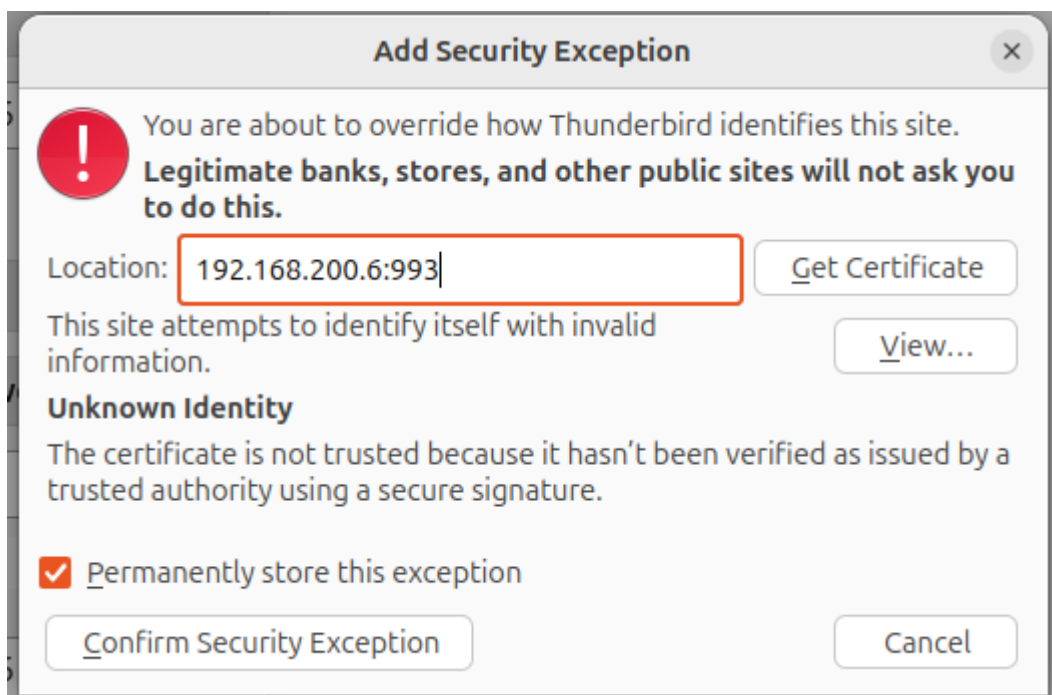 Add Security Exception
You are about to override how Thunderbird identifies this site.
Legitimate banks, stores, and other public sites will not ask you
to do this.
Location: 192.168.200.6:993 Get Certificate
This site attempts to identify itself with invalid
information.
View…
Unknown Identity
The certificate is not trusted because it hasn’t been verified as issued by a
trusted authority using a secure signature.
Permanently store this exception
Confirm Security Exception Cancel